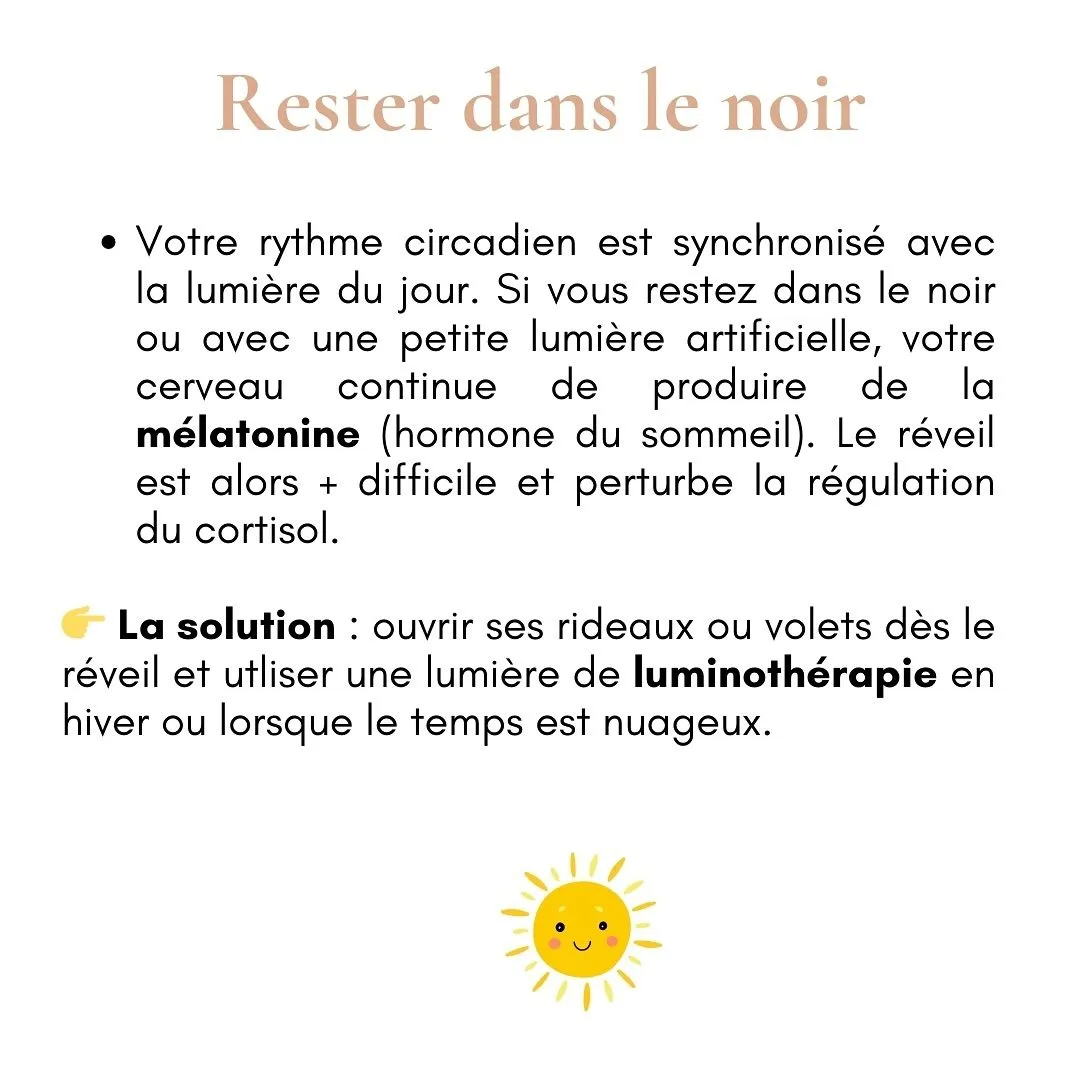 Rester dans le noir
• Votre rythme circadien est synchronisé avec
la lumière du jour. Si vous restez dans le noir
ou avec une petite lumière artificielle, votre
cerveau continue de produire de la
mélatonine (hormone du sommeil). Le réveil
est alors + difficile et perturbe la régulation
du cortisol.
👉 La solution : ouvrir ses rideaux ou volets dès le
réveil et utliser une lumière de luminothérapie en
hiver ou lorsque le temps est nuageux.